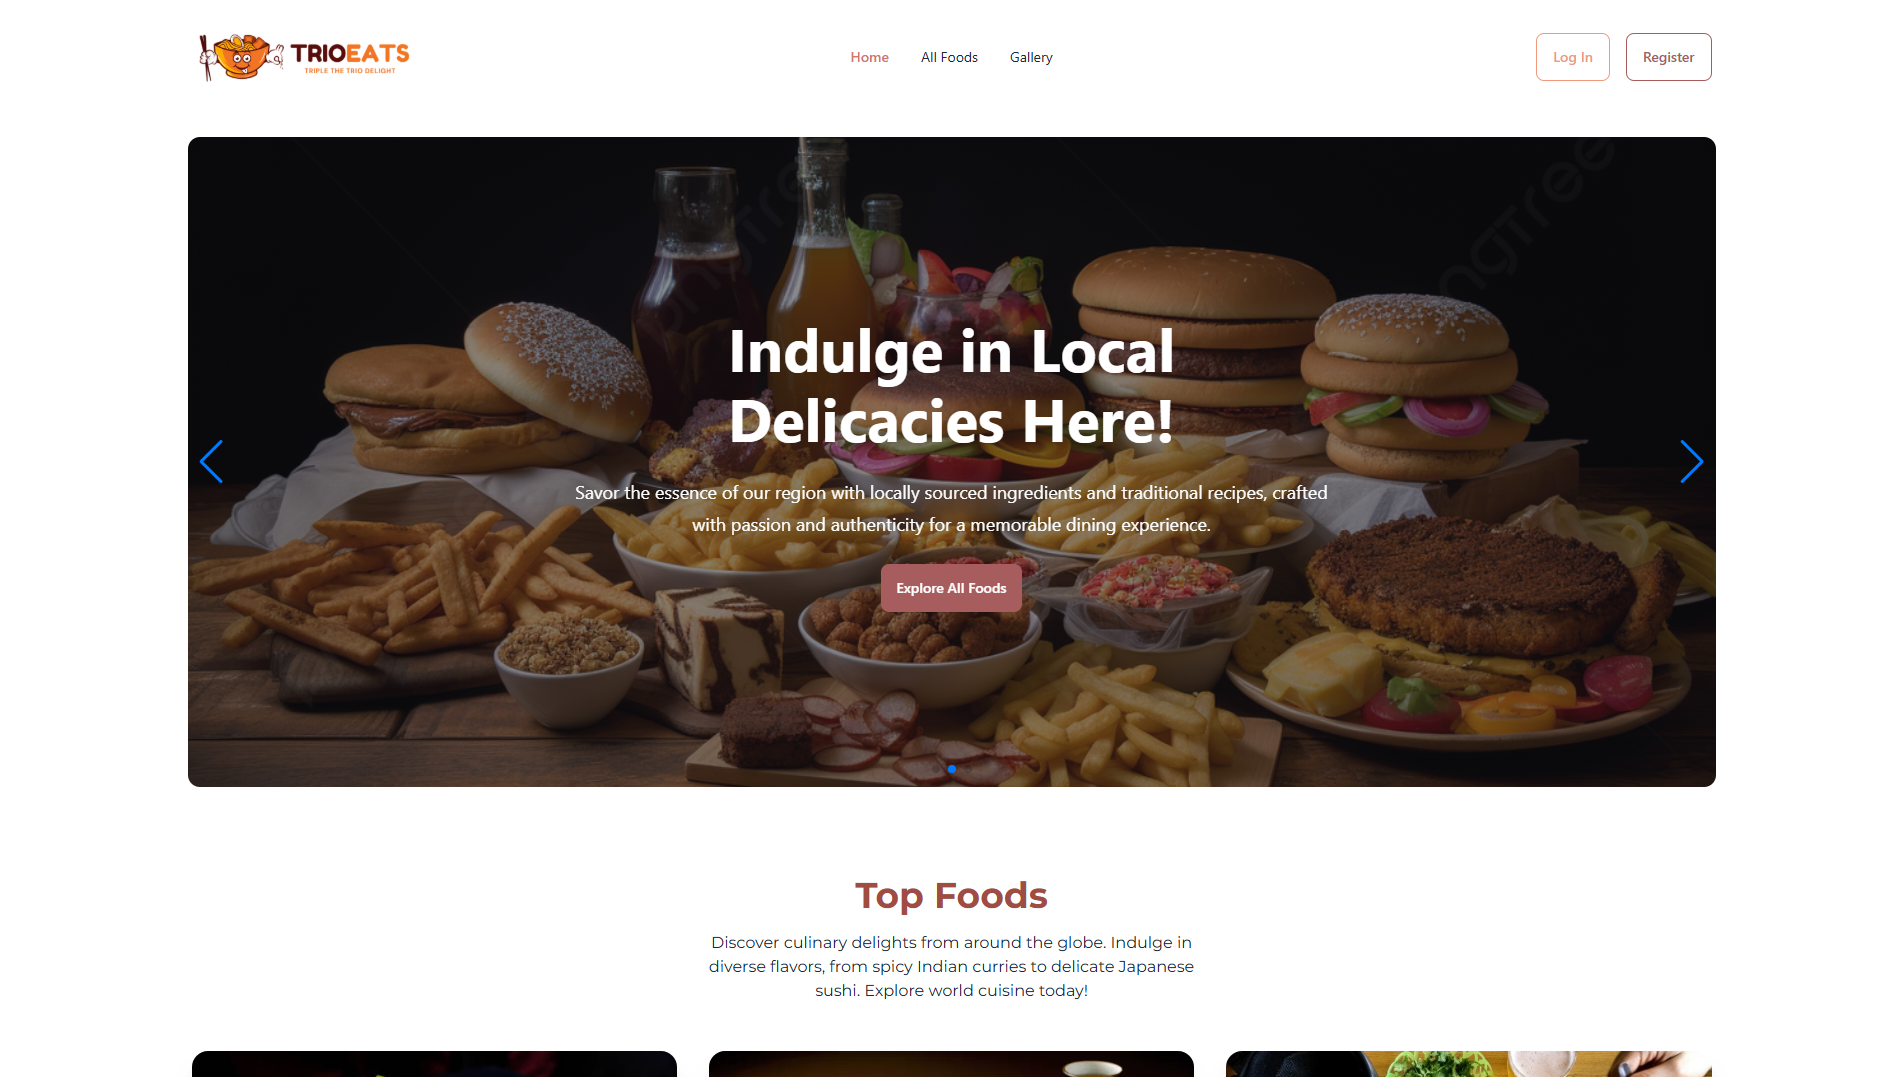 TRIOEATS
TRIPLE THE TRIO DELIGHT
Home
All Foods
Gallery
Log In
Register
Indulge in Local
Delicacies Here!
Savor the essence of our region with locally sourced ingredients and traditional recipes, crafted
with passion and authenticity for a memorable dining experience.
Explore All Foods
Top Foods
Discover culinary delights from around the globe. Indulge in
diverse flavors, from spicy Indian curries to delicate Japanese
sushi. Explore world cuisine today!